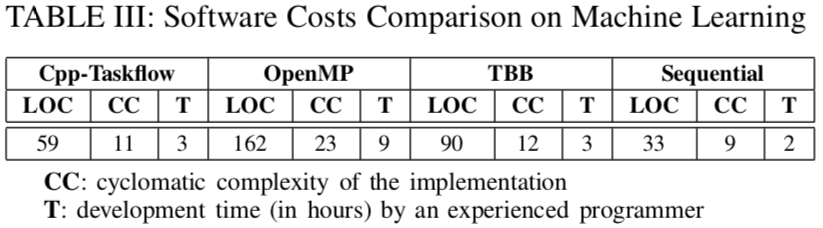 TABLE III: Software Costs Comparison on Machine Learning
Cpp-Taskflow OpenMP TBB Sequential
LOC CC T LOC CC T LOC CC T LOC CC T
59 11 3 162 23 9 90 12 3 33 9 2
CC: cyclomatic complexity of the implementation
T: development time (in hours) by an experienced programmer